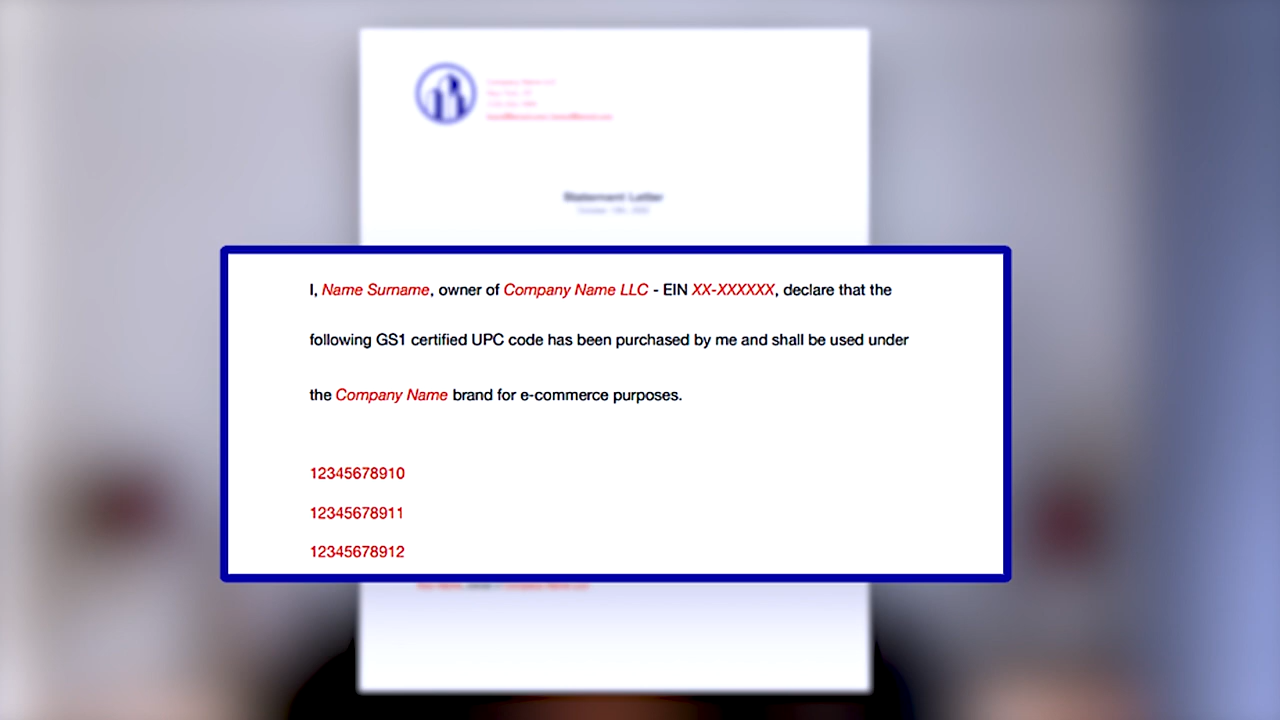 Statement Letter
I, Name Surname, owner of Company Name LLC - EIN XX-XXXXXX, declare that the
following GS1 certified UPC code has been purchased by me and shall be used under
the Company Name brand for e-commerce purposes.
12345678910
12345678911
12345678912